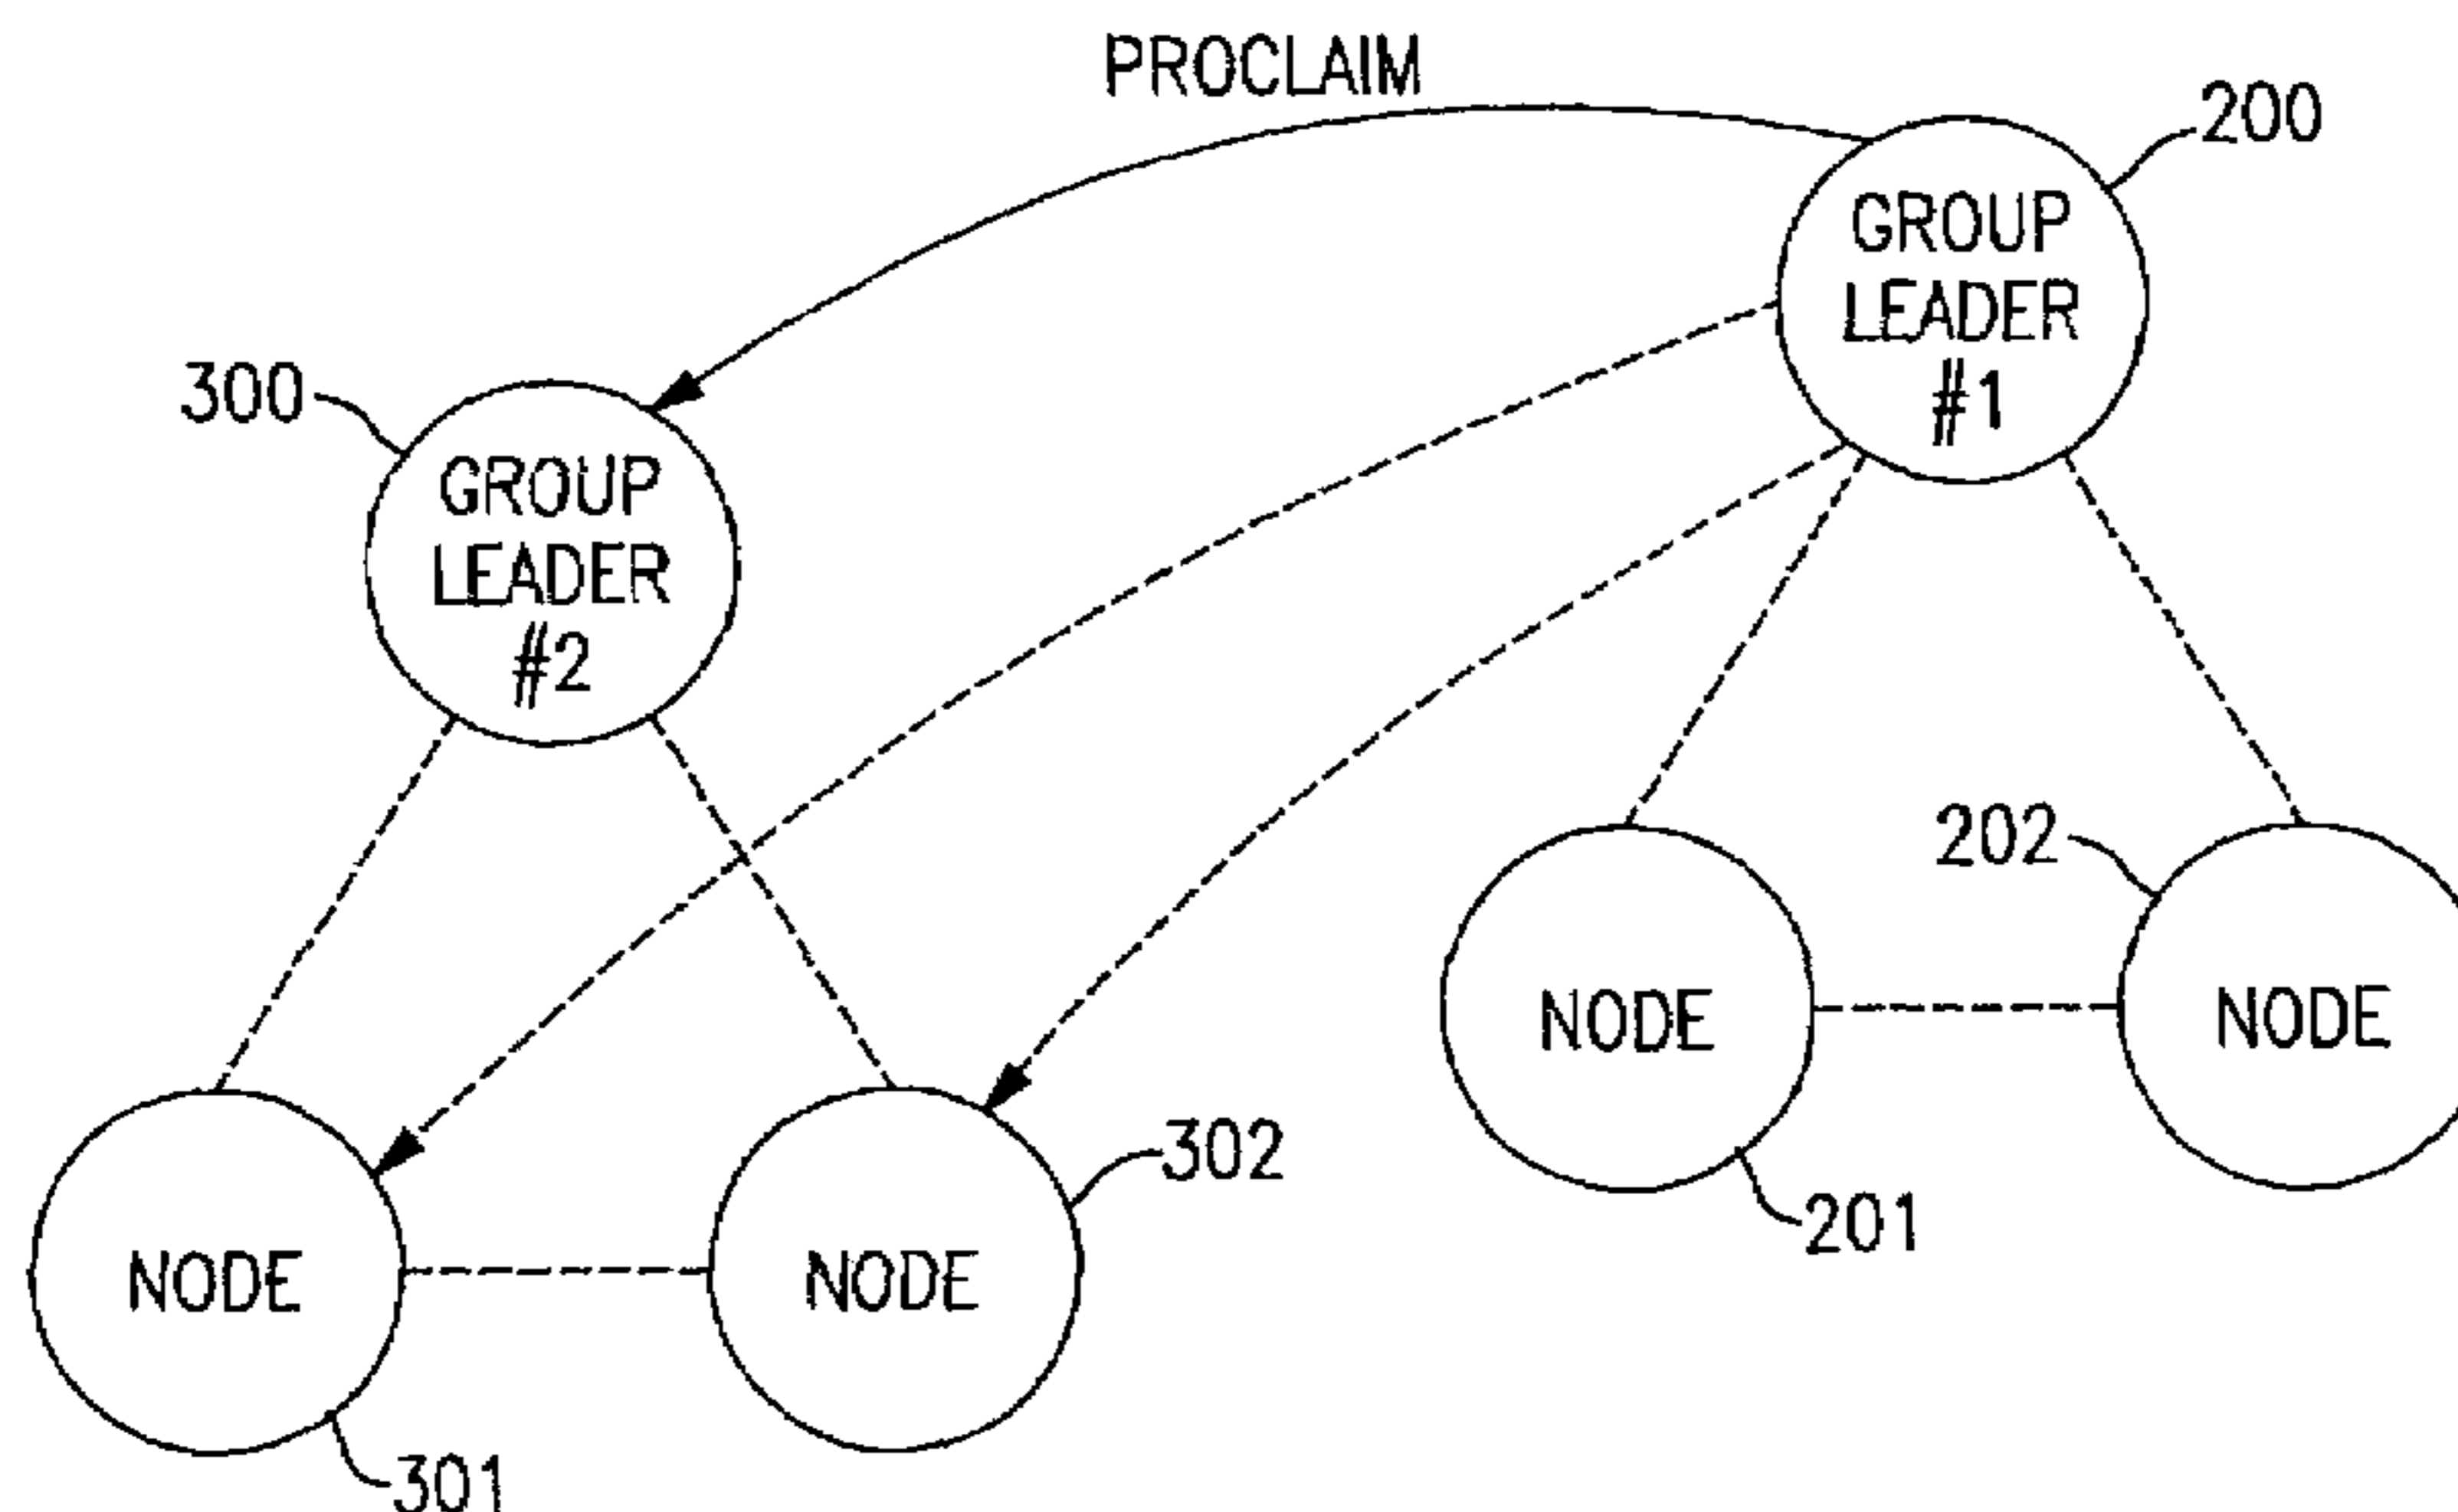 PROCLAIM
200
GROUP
LEADER
#1
300
GROUP
LEADER
#2
202
NODE
NODE
302
201
NODE
NODE
301